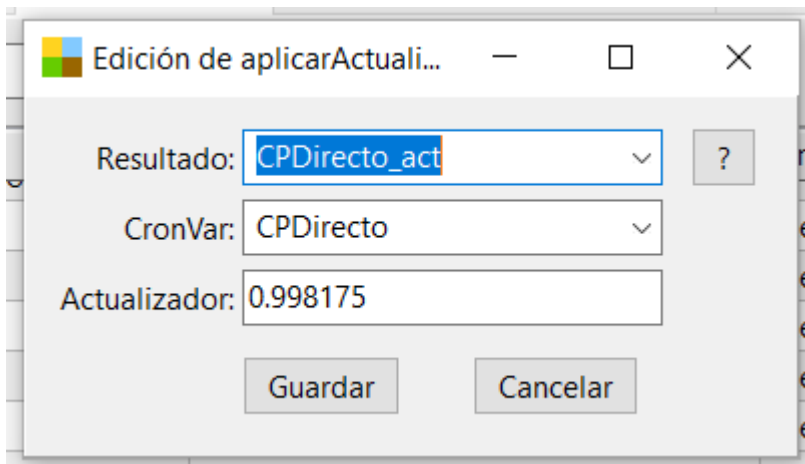 Edición de aplicarActuali...
Resultado: CPDirecto_act ?
CronVar: CPDirecto
Actualizador: 0.998175
Guardar Cancelar